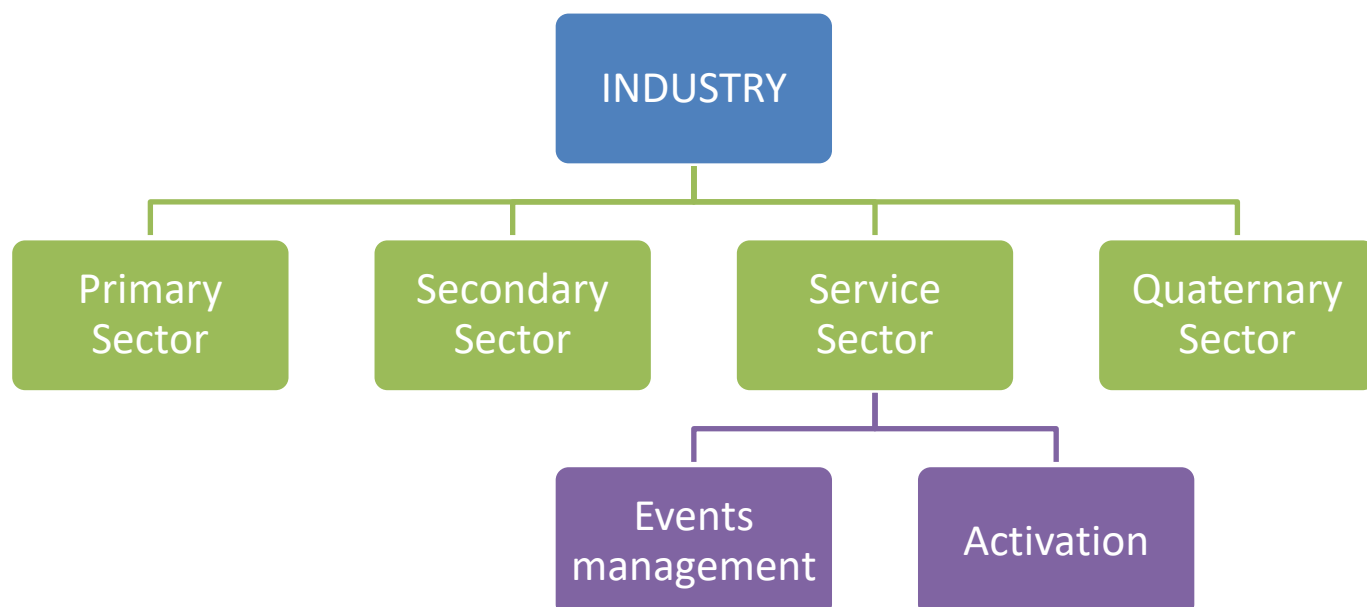 INDUSTRY
Primary
Sector
Secondary
Sector
Service
Sector
Quaternary
Sector
Events
management
Activation